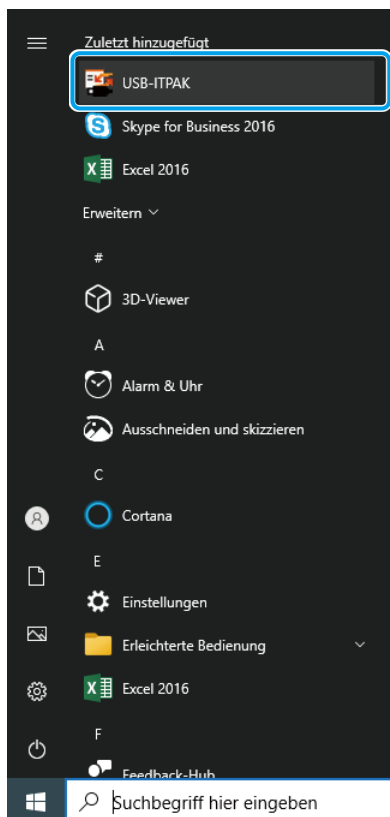 Zuletzt hinzugefügt
USB-ITPAK
Skype for Business 2016
Excel 2016
Erweitern
#
3D-Viewer
A
Alarm & Uhr
Ausschneiden und skizzieren
C
Cortana
E
Einstellungen
Erleichterte Bedienung
Excel 2016
F
Feedback-Hub
Suchbegriff hier eingeben